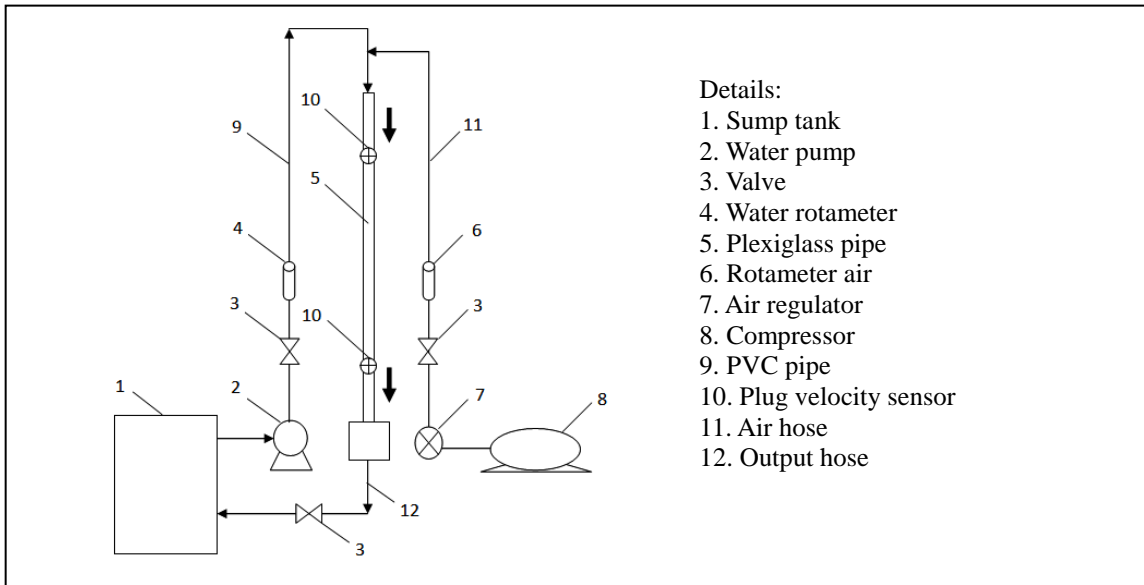 10
9
11
5
4
6
3
3
10
1
2
7
8
12
3
Details:
1. Sump tank
2. Water pump
3. Valve
4. Water rotameter
5. Plexiglass pipe
6. Rotameter air
7. Air regulator
8. Compressor
9. PVC pipe
10. Plug velocity sensor
11. Air hose
12. Output hose